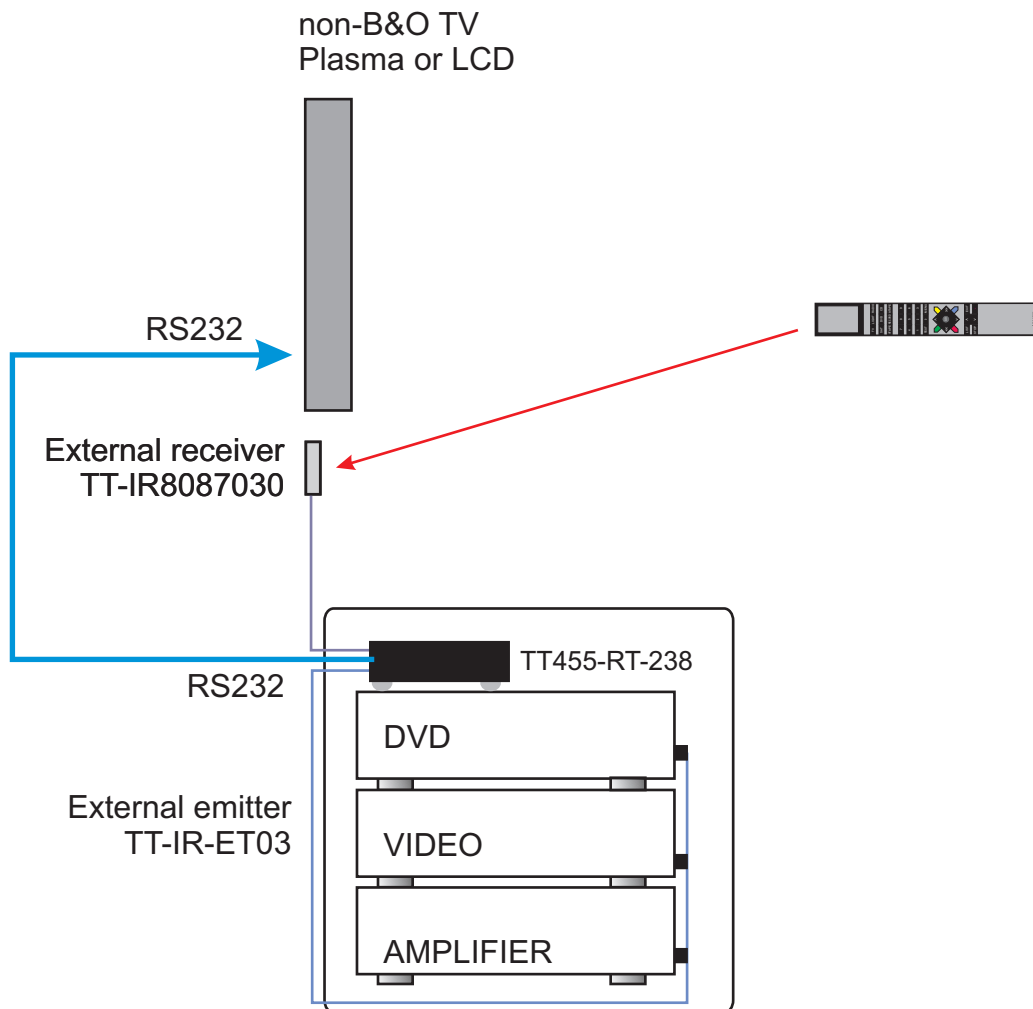 non-B&O TV
Plasma or LCD
RS232
External receiver
TT-IR8087030
TT455-RT-238
RS232
DVD
External emitter
TT-IR-ET03
VIDEO
AMPLIFIER